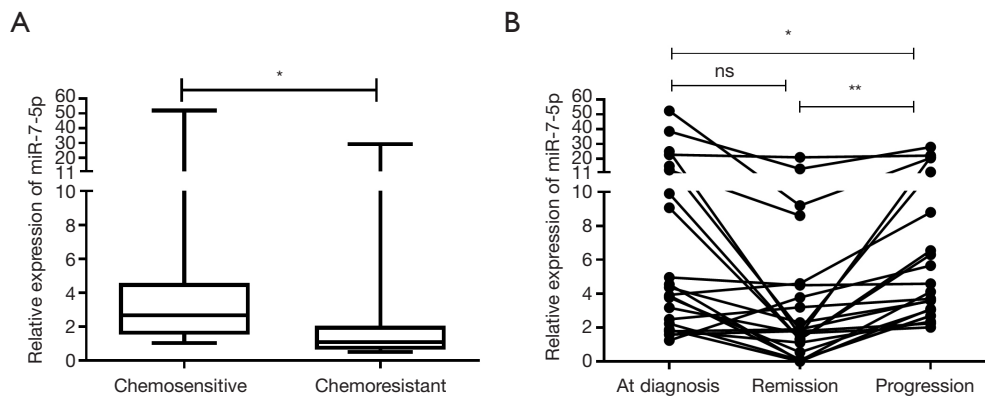 A
Relative expression of miR-7-5p
60
50
40
30
20
11
10
8
6
4
2
0
*
Chemosensitive
Chemoresistant
B
Relative expression of miR-7-5p
60
50
40
30
20
11
10
8
6
4
2
0
*
ns
**
At diagnosis
Remission
Progression